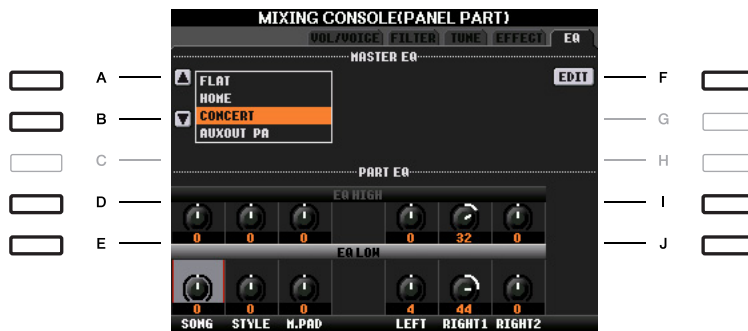 MIXING CONSOLE(PANEL PART)
VOL/VOICE FILTER TUNE EFFECT EQ
MASTER EQ
A FLAT EDIT F
HOME
B CONCERT G
AUXOUT PA
C H
PART EQ
EQ HIGH
D I
0 0 0 0 32 0
E EQ LOW J
0 0 0 4 44 0
SONG STYLE M.PAD LEFT RIGHT1 RIGHT2